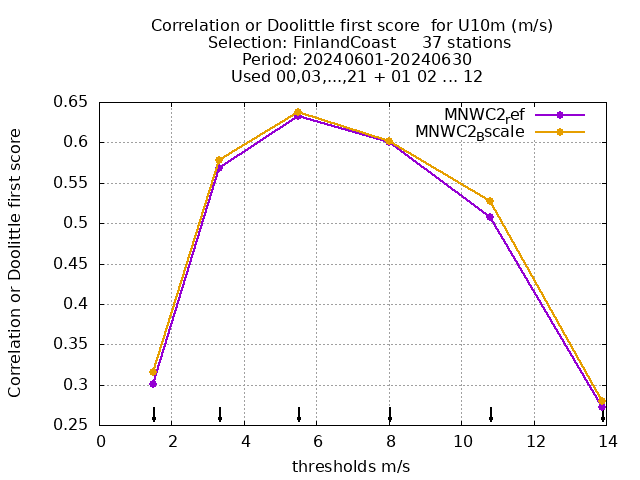 Correlation or Doolittle first score  for U10m (m/s)
Selection: FinlandCoast     37 stations
Period: 20240601-20240630
Used 00,03,...,21 + 01 02 ... 12
MNWC2ref
MNWC2Bscale
0.65
0.6
0.55
0.5
0.45
0.4
0.35
0.3
0.25
0 2 4 6 8 10 12 14
thresholds m/s
Correlation or Doolittle first score